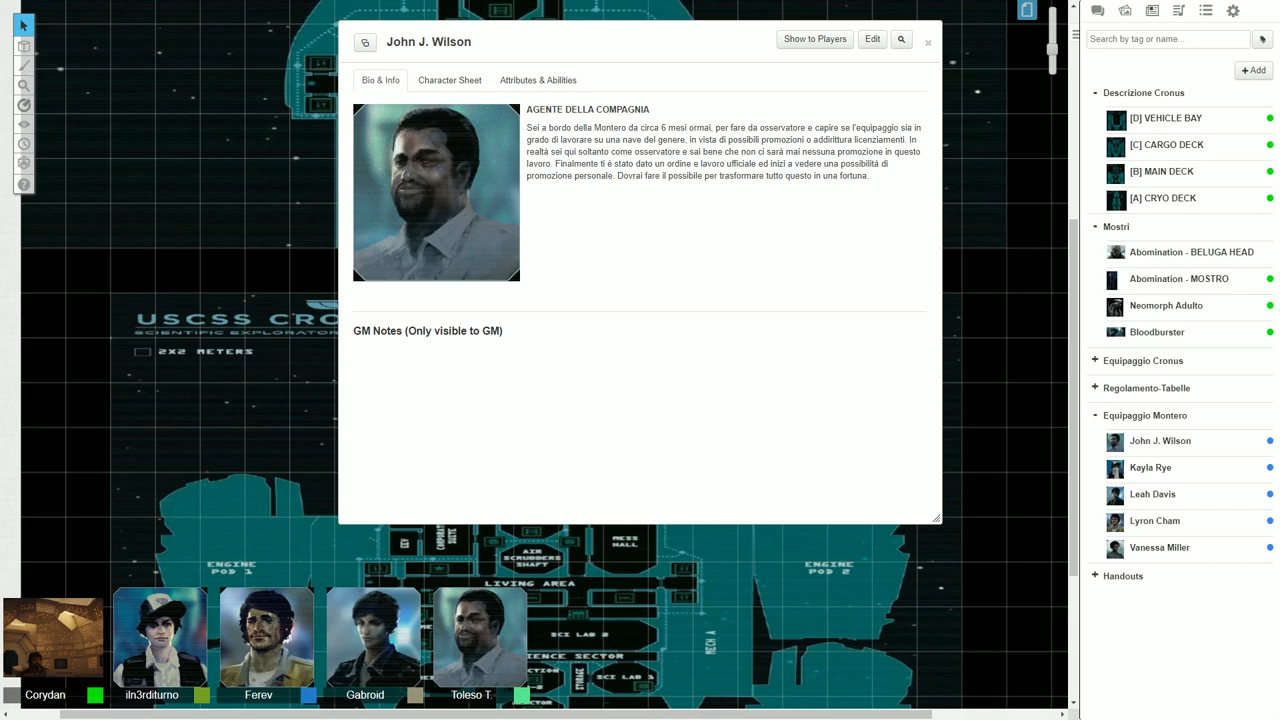 John J. Wilson
Show to Players
Edit
Bio & Info
Character Sheet
Attributes & Abilities
AGENTE DELLA COMPAGNIA
Sei a bordo della Montero da circa 6 mesi ormai, per fare da osservatore e capire se l'equipaggio sia in
grado di lavorare su una nave del genere, in vista di possibili promozioni o addirittura licenziamenti. In
realtà sei qui soltanto come osservatore e sai bene che non ci sarà mai nessuna promozione in questo
lavoro. Finalmente ti è stato dato un ordine e lavoro ufficiale ed inizi a vedere una possibilità di
promozione personale. Dovrai fare il possibile per trasformare tutto questo in una fortuna.
GM Notes (Only visible to GM)
USCSS CRO
SCIENTIFIC EXPLORATO
2X2 METERS
EEV
CORPORAT
SUITE
AIR
SCRUBBERS
SHAFT
MESS
HALL
ENGINE
POD 1
LIVING AREA
ENGINE
POD 2
SCI LAB 2
IENCE SECTOR
MECH A
STORAGE
SCI LAB 1
Corydan
iln3rditurno
Ferev
Gabroid
Toleso T.
Search by tag or name...
+ Add
- Descrizione Cronus
[D] VEHICLE BAY
[C] CARGO DECK
[B] MAIN DECK
[A] CRYO DECK
- Mostri
Abomination - BELUGA HEAD
Abomination - MOSTRO
Neomorph Adulto
Bloodburster
+ Equipaggio Cronus
+ Regolamento-Tabelle
- Equipaggio Montero
John J. Wilson
Kayla Rye
Leah Davis
Lyron Cham
Vanessa Miller
+ Handouts